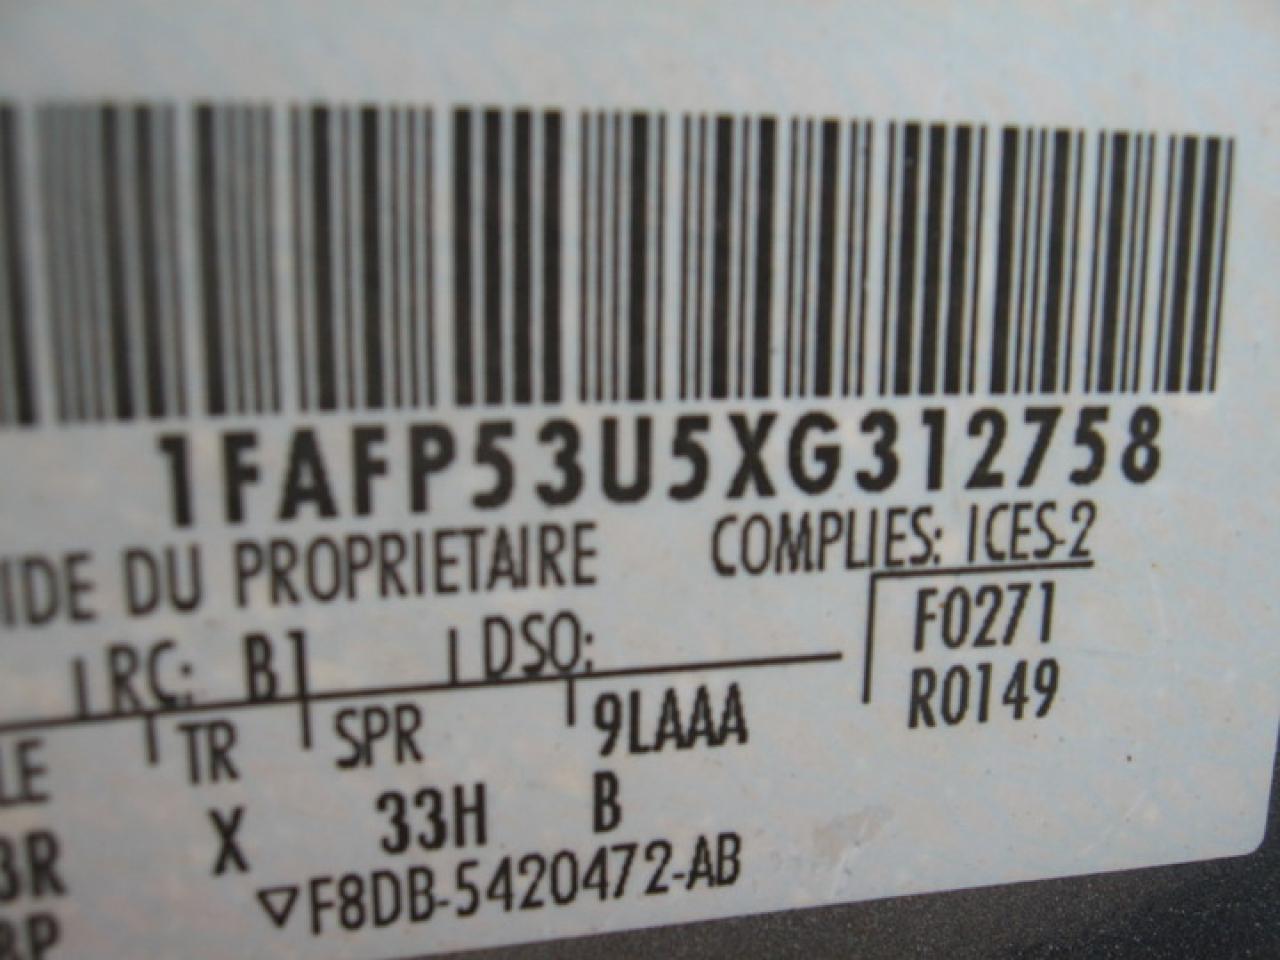 1FAFP53U5XG312758
IDE DU PROPRIETAIRE COMPLIES: ICES-2
F0271
RC: B1 DSO:
R0149
LE TR SPR 9LAAA
3R X 33H B
F8DB-5420472-AB